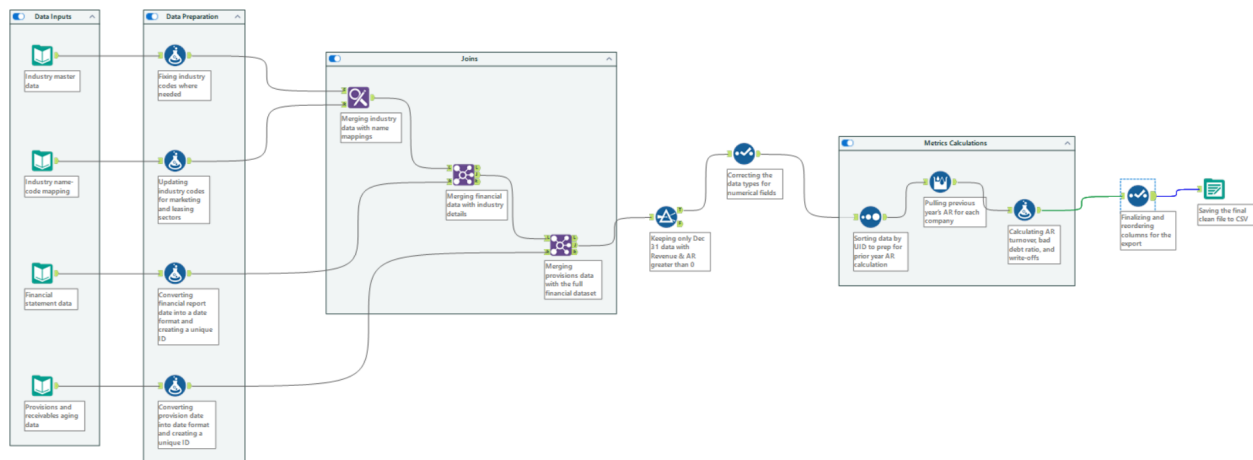 Data Inputs
Industry master
data
Industry name-
code mapping
Financial
statement data
Provisions and
receivables aging
data
Data Preparation
Fixing industry
codes where
needed
Updating
industry codes
for marketing
and leasing
sectors
Converting
financial report
date into a date
format and
creating a unique
ID
Converting
provision date
into date format
and creating a
unique ID
Joins
Merging industry
data with name
mappings
Merging financial
data with industry
details
Merging
provisions data
with the full
financial dataset
Keeping only Dec
31 data with
Revenue & AR
greater than 0
Correcting the
data types for
numerical fields
Metrics Calculations
Sorting data by
UID to prep for
prior year AR
calculation
Pulling previous
year's AR for each
company
Calculating AR
turnover, bad
debt ratio, and
write-offs
Finalizing and
reordering
columns for the
export
Saving the final
clean file to CSV